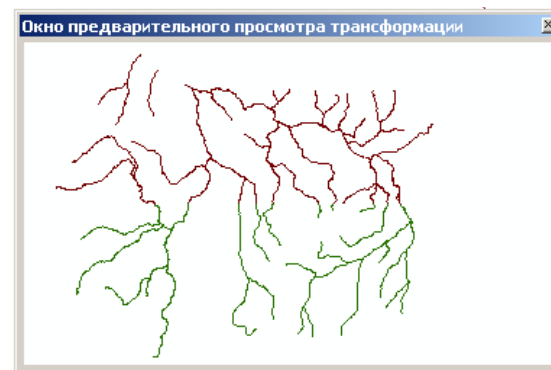 Окно предварительного просмотра трансформации